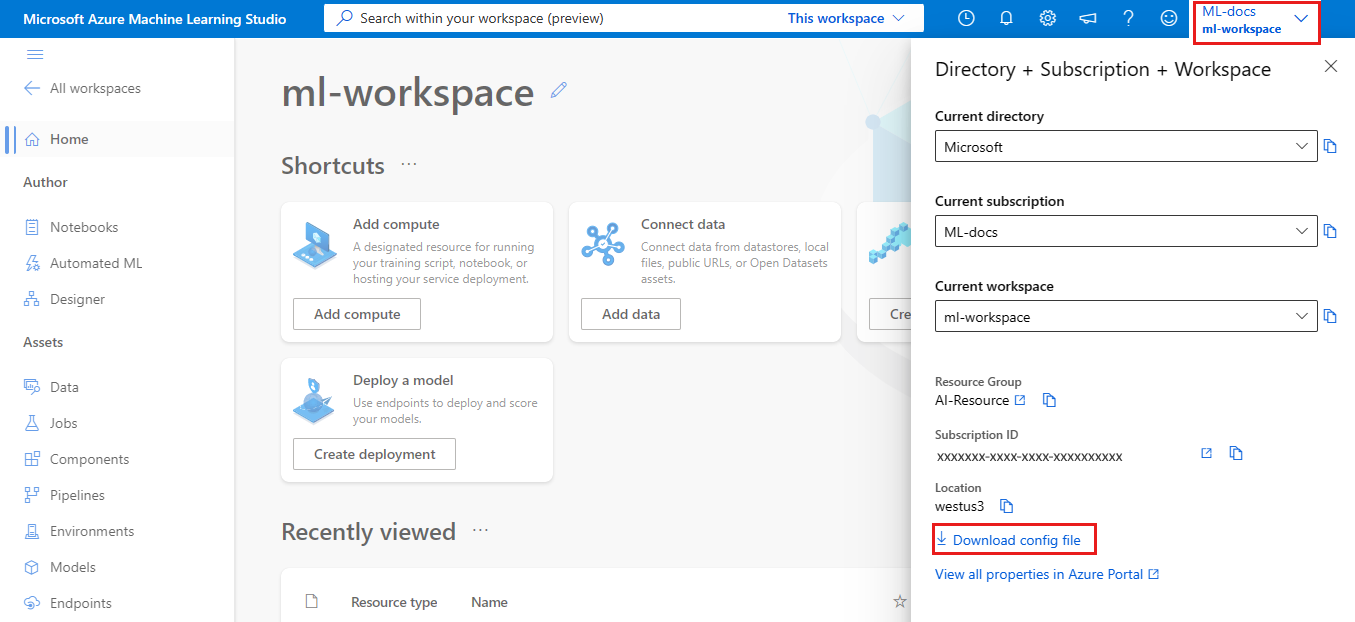 Microsoft Azure Machine Learning Studio
Search within your workspace (preview)
This workspace
ML-docs
ml-workspace
All workspaces
Home
Author
Notebooks
Automated ML
Designer
Assets
Data
Jobs
Components
Pipelines
Environments
Models
Endpoints
ml-workspace
Shortcuts ...
Add compute
A designated resource for running
your training script, notebook, or
hosting your service deployment.
Add compute
Connect data
Connect data from datastores, local
files, public URLs, or Open Datasets
assets.
Add data
Cre
Deploy a model
Use endpoints to deploy and score
your models.
Create deployment
Recently viewed ...
Resource type
Name
Directory + Subscription + Workspace
Current directory
Microsoft
Current subscription
ML-docs
Current workspace
ml-workspace
Resource Group
AI-Resource
Subscription ID
xxxxxxx-xxxx-xxxx-xxxxxxxxxx
Location
westus3
Download config file
View all properties in Azure Portal